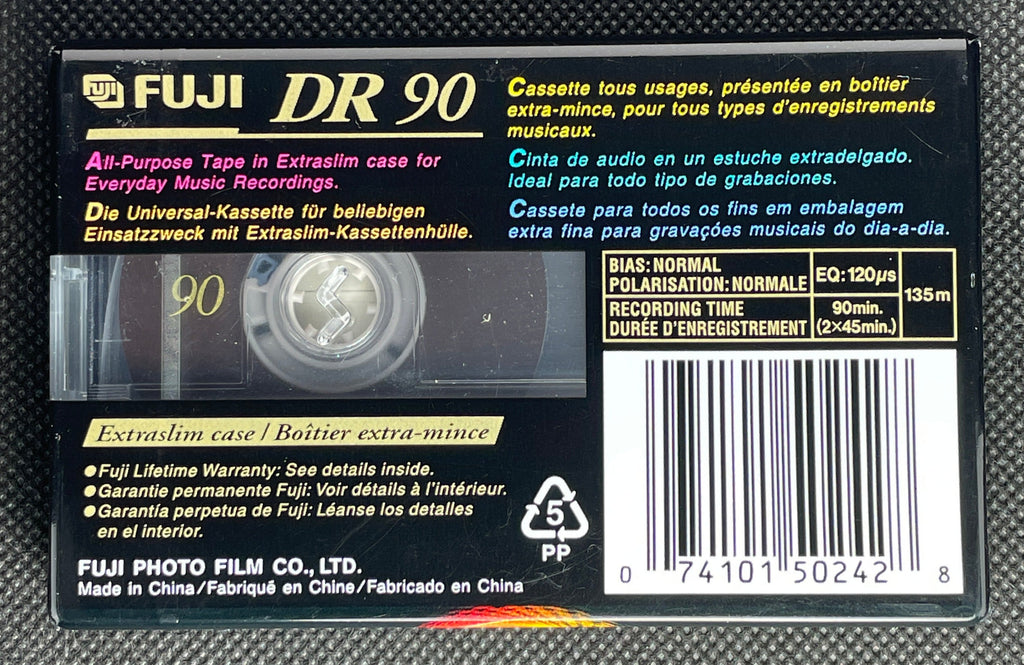 FUJI FUJI DR 90
All-Purpose Tape in Extraslim case for
Everyday Music Recordings.
Die Universal-Kassette für beliebigen
Einsatzzweck mit Extraslim-Kassettenhülle.
Cassette tous usages, présentée en boîtier
extra-mince, pour tous types d'enregistrements
musicaux.
Cinta de audio en un estuche extradelgado.
Ideal para todo tipo de grabaciones.
Cassete para todos os fins em embalagem
extra fina para gravaçóes musicais do dia-a-dia.
90
BIAS: NORMAL
POLARISATION: NORMALE
EQ: 120µs
135m
RECORDING TIME
DURÉE D'ENREGISTREMENT
90min.
(2×45min.)
Extraslim case / Boîtier extra-mince
●Fuji Lifetime Warranty: See details inside.
●Garantie permanente Fuji: Voir détails à l'intérieur.
●Garantía perpetua de Fuji: Léanse los detalles
en el interior.
5
PP
FUJI PHOTO FILM CO., LTD.
Made in China/Fabriqué en Chine/Fabricado en China
0 74101 50242 8